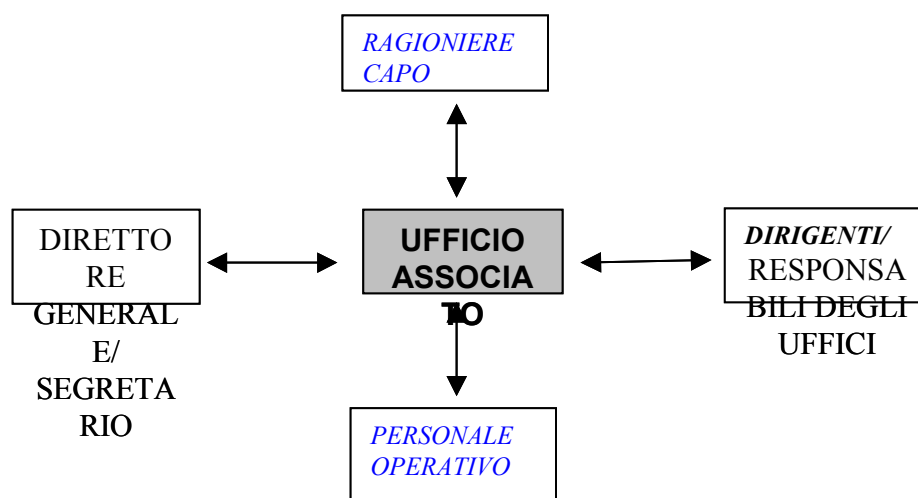 RAGIONIERE
CAPO
DIRETTO
RE
GENERAL
E/
SEGRETA
RIO
UFFICIO
ASSOCIA
TO
DIRIGENTI/
RESPONSA
BILI DEGLI
UFFICI
PERSONALE
OPERATIVO